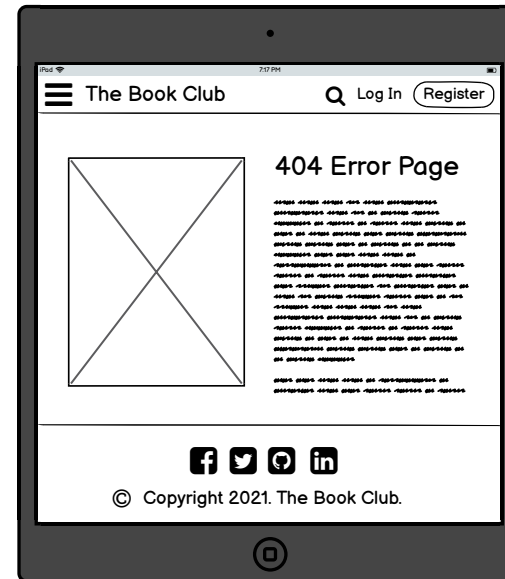 iPad 7:17 PM
The Book Club Log In Register
404 Error Page
© Copyright 2021. The Book Club.